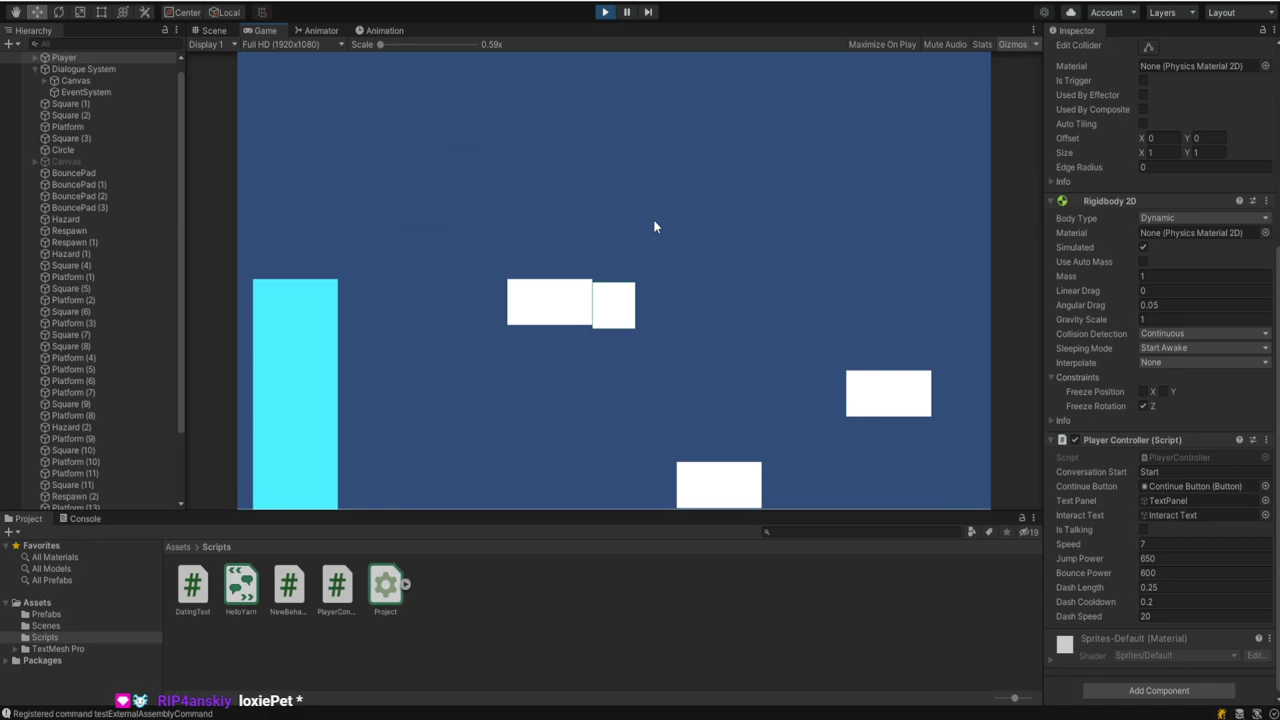 Center
Local
Account
Layers
Layout
Hierarchy
Scene
Game
Animator
Animation
Inspector
All
Display 1
Full HD (1920x1080)
Scale
0.59x
Maximize On Play
Mute Audio
Stats
Gizmos
Player
Dialogue System
Canvas
EventSystem
Square (1)
Square (2)
Platform
Square (3)
Circle
Canvas
BouncePad
BouncePad (1)
BouncePad (2)
BouncePad (3)
Hazard
Respawn
Respawn (1)
Hazard (1)
Square (4)
Platform (1)
Square (5)
Platform (2)
Square (6)
Platform (3)
Square (7)
Square (8)
Platform (4)
Platform (5)
Platform (6)
Platform (7)
Square (9)
Platform (8)
Hazard (2)
Platform (9)
Square (10)
Platform (10)
Platform (11)
Square (11)
Respawn (2)
Platform (13)
Edit Collider
Material
None (Physics Material 2D)
Is Trigger
Used By Effector
Used By Composite
Auto Tiling
Offset
X 0
Y 0
Size
X 1
Y 1
Edge Radius
0
Info
Rigidbody 2D
Body Type
Dynamic
Material
None (Physics Material 2D)
Simulated
Use Auto Mass
Mass
1
Linear Drag
0
Angular Drag
0.05
Gravity Scale
1
Collision Detection
Continuous
Sleeping Mode
Start Awake
Interpolate
None
Constraints
Freeze Position
X
Y
Freeze Rotation
Z
Info
# Player Controller (Script)
Script
PlayerController
Conversation Start
Start
Continue Button
Continue Button (Button)
Text Panel
TextPanel
Interact Text
Interact Text
Is Talking
Speed
7
Jump Power
650
Bounce Power
600
Dash Length
0.25
Dash Cooldown
0.2
Dash Speed
20
Sprites-Default (Material)
Shader
Sprites/Default
Edit...
Add Component
Project
Console
19
Favorites
All Materials
All Models
All Prefabs
Assets
Prefabs
Scenes
Scripts
TextMesh Pro
Packages
Assets > Scripts
DatingText
HelloYarn
NewBeha...
PlayerCon...
Project
RIP4anskiy loxiePet *
Registered command testExternalAssemblyCommand